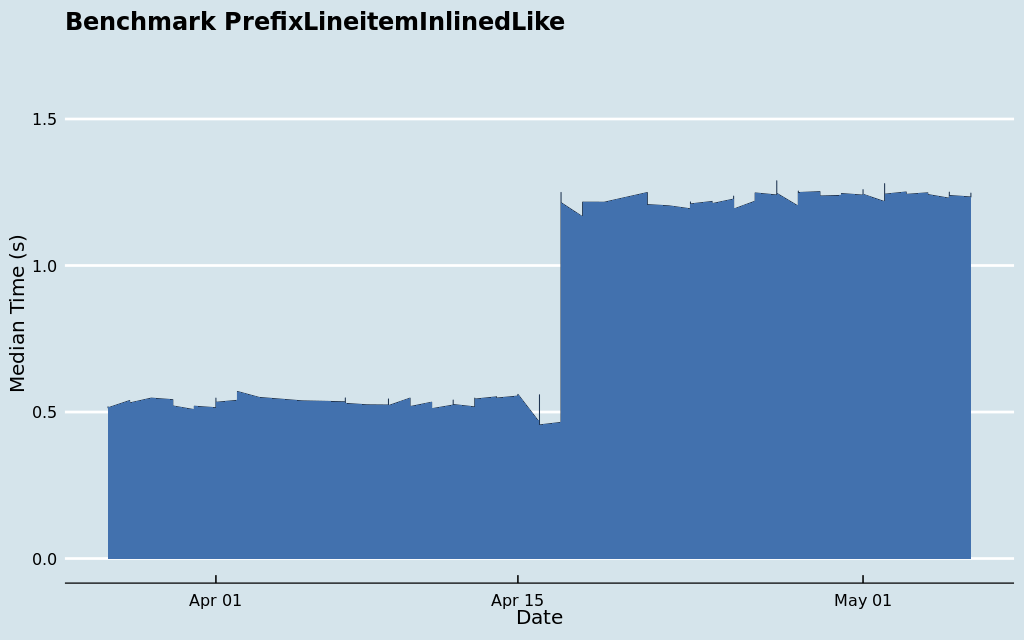 Benchmark PrefixLineitemInlinedLike
Median Time (s)
1.5
1.0
0.5
0.0
Apr 01
Apr 15
May 01
Date